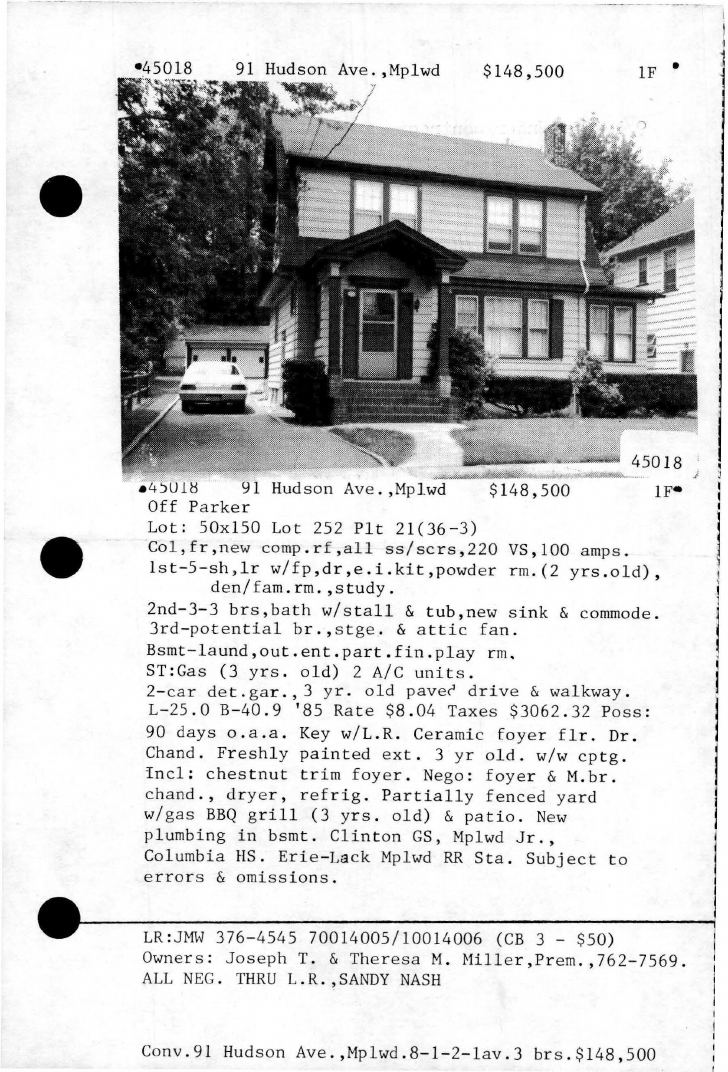 •45018 91 Hudson Ave.,Mplwd $148,500 1F •
45018
•45018 91 Hudson Ave.,Mplwd $148,500 1F•
Off Parker
Lot: 50x150 Lot 252 Plt 21(36-3)
Col,fr,new comp.rf,all ss/scrs,220 VS,100 amps.
1st-5-sh,lr w/fp,dr,e.i.kit,powder rm.(2 yrs.old),
den/fam.rm.,study.
2nd-3-3 brs,bath w/stall & tub,new sink & commode.
3rd-potential br.,stge. & attic fan.
Bsmt-laund,out.ent.part.fin.play rm.
ST:Gas (3 yrs. old) 2 A/C units.
2-car det.gar.,3 yr. old paved drive & walkway.
L-25.0 B-40.9 '85 Rate $8.04 Taxes $3062.32 Poss:
90 days o.a.a. Key w/L.R. Ceramic foyer flr. Dr.
Chand. Freshly painted ext. 3 yr old. w/w cptg.
Incl: chestnut trim foyer. Nego: foyer & M.br.
chand., dryer, refrig. Partially fenced yard
w/gas BBQ grill (3 yrs. old) & patio. New
plumbing in bsmt. Clinton GS, Mplwd Jr.,
Columbia HS. Erie-Lack Mplwd RR Sta. Subject to
errors & omissions.
LR:JMW 376-4545 70014005/10014006 (CB 3 - $50)
Owners: Joseph T. & Theresa M. Miller,Prem.,762-7569.
ALL NEG. THRU L.R.,SANDY NASH
Conv.91 Hudson Ave.,Mplwd.8-1-2-1av.3 brs.$148,500